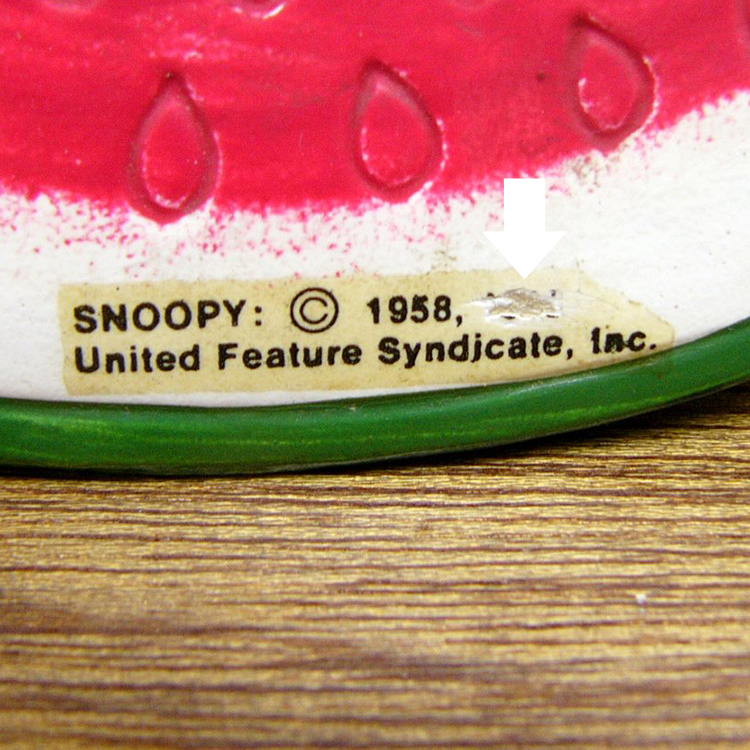 SNOOPY: © 1958,
United Feature Syndicate, Inc.